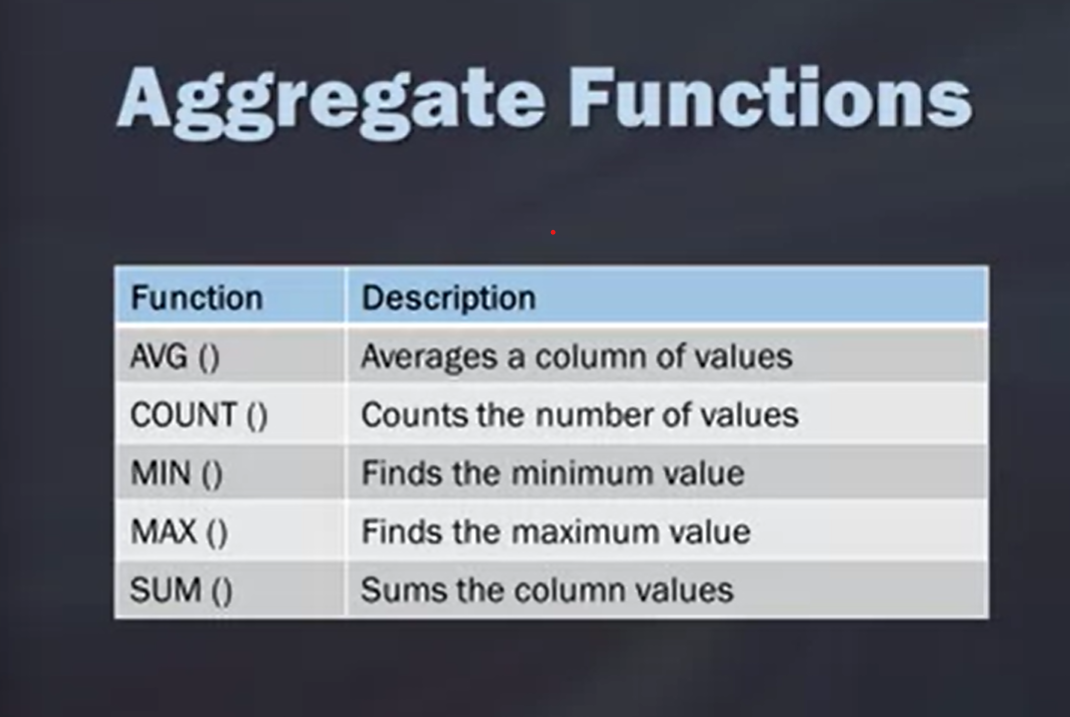 Aggregate Functions
Function Description
AVG () Averages a column of values
COUNT () Counts the number of values
MIN () Finds the minimum value
MAX () Finds the maximum value
SUM () Sums the column values